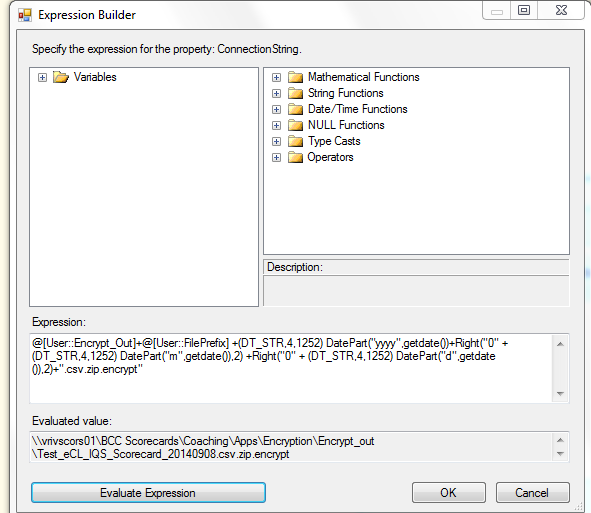 Expression Builder
Specify the expression for the property: ConnectionString.
Variables
Mathematical Functions
String Functions
Date/Time Functions
NULL Functions
Type Casts
Operators
Description:
Expression:
@[User::Encrypt_Out]+@[User::FilePrefix] +(DT_STR,4,1252) DatePart("yyyy",getdate())+Right("0" +
(DT_STR,4,1252) DatePart("m",getdate()),2) +Right("0" + (DT_STR,4,1252) DatePart("d",getdate
()),2)+".csv.zip.encrypt"
Evaluated value:
\\vrivscors01\BCC Scorecards\Coaching\Apps\Encryption\Encrypt_out
\Test_eCL_IQS_Scorecard_20140908.csv.zip.encrypt
Evaluate Expression
OK
Cancel